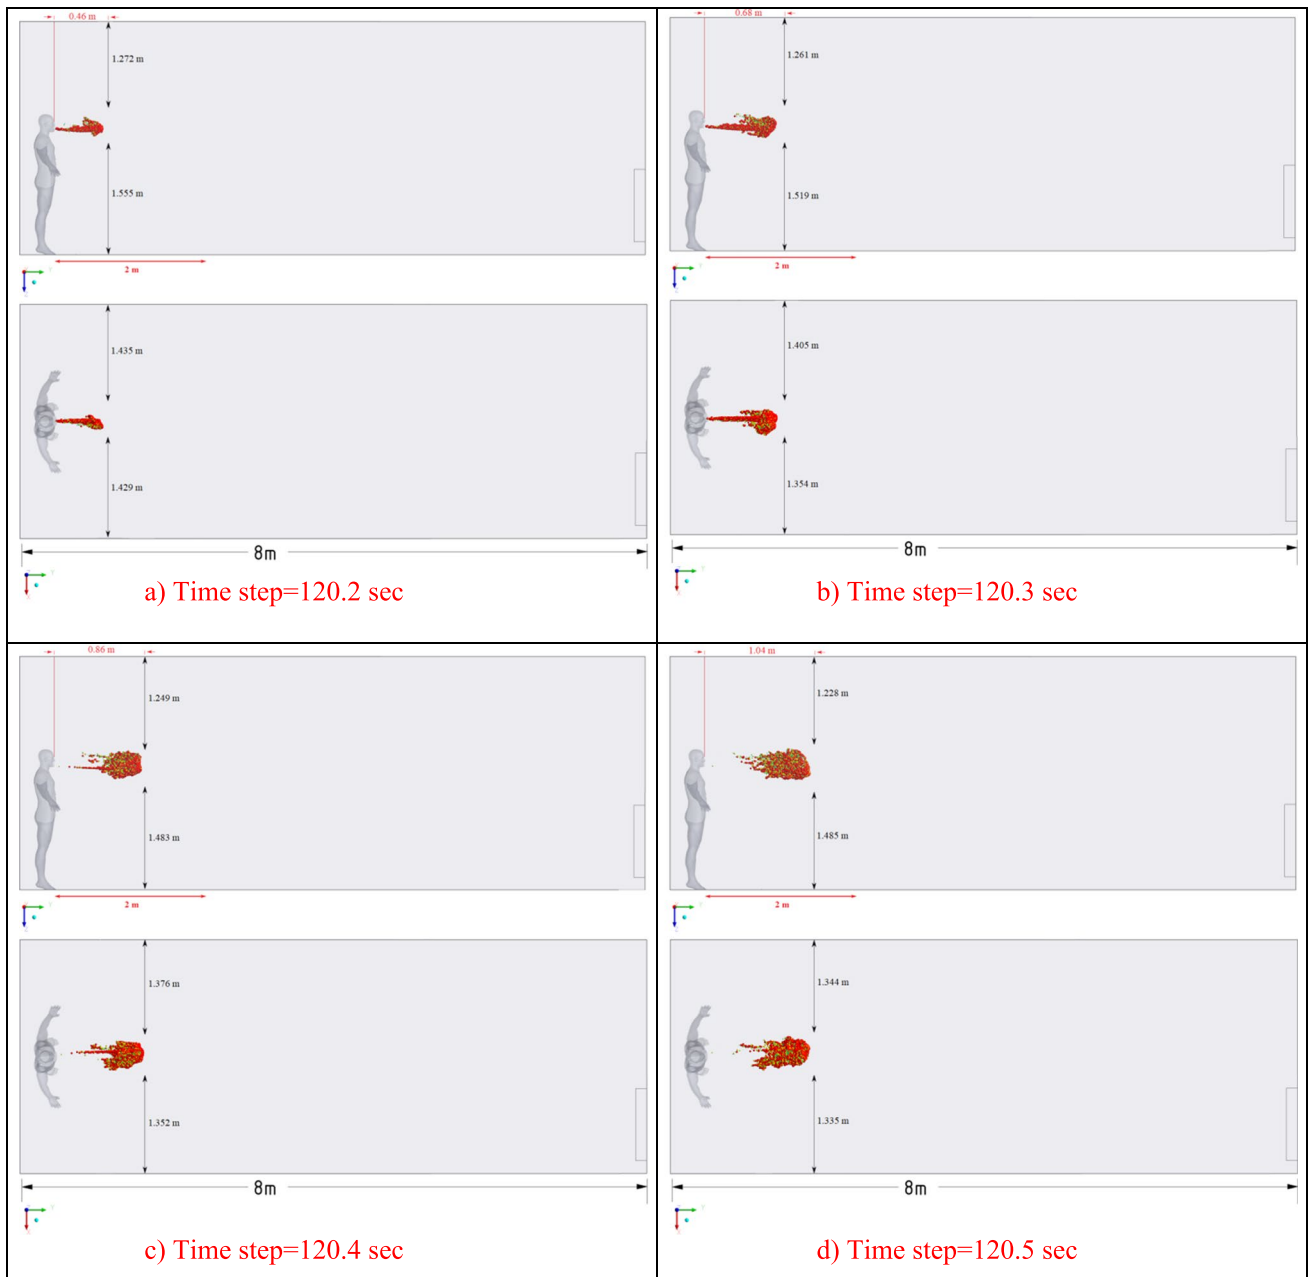 0.46 m
1.272 m
1.555 m
2 m
1.435 m
1.429 m
8m
a) Time step=120.2 sec
0.68 m
1.261 m
1.519 m
2 m
1.405 m
1.354 m
8m
b) Time step=120.3 sec
0.86 m
1.249 m
1.483 m
2 m
1.376 m
1.352 m
8m
c) Time step=120.4 sec
1.04 m
1.228 m
1.485 m
2 m
1.344 m
1.335 m
8m
d) Time step=120.5 sec